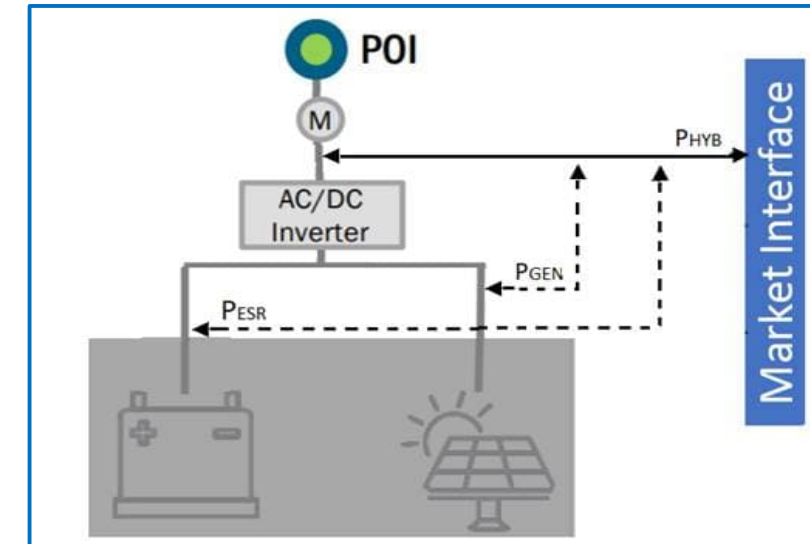 POI
M
PHYB
AC/DC
Inverter
PGEN
PESR
+ -
Market Interface